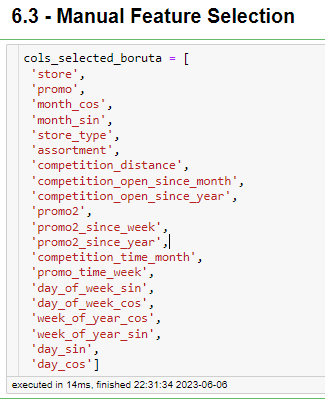 6.3 - Manual Feature Selection
cols_selected_boruta = [
'store',
'promo',
'month_cos',
'month_sin',
'store_type',
'assortment',
'competition_distance',
'competition_open_since_month',
'competition_open_since_year',
'promo2',
'promo2_since_week',
'promo2_since_year',
'competition_time_month',
'promo_time_week',
'day_of_week_sin',
'day_of_week_cos',
'week_of_year_cos',
'week_of_year_sin',
'day_sin',
'day_cos']
executed in 14ms, finished 22:31:34 2023-06-06